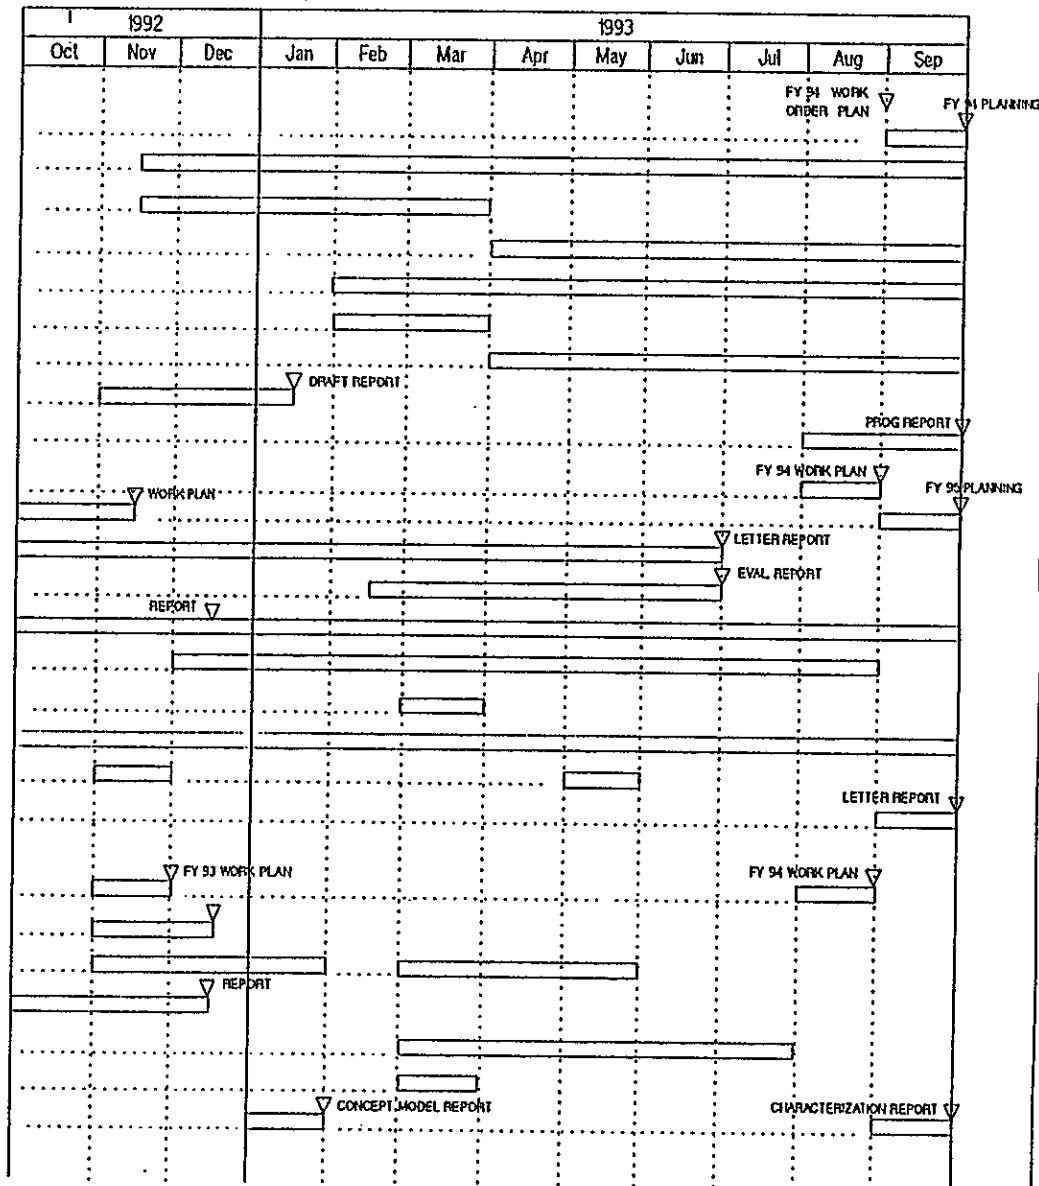 1992 1993
Oct Nov Dec Jan Feb Mar Apr May Jun Jul Aug Sep
FY 94 WORK
ORDER PLAN
FY 94 PLANNING
DRAFT REPORT
PROG REPORT
FY 94 WORK PLAN
WORK PLAN
FY 95 PLANNING
LETTER REPORT
EVAL. REPORT
REPORT
LETTER REPORT
FY 93 WORK PLAN
FY 94 WORK PLAN
REPORT
CONCEPT MODEL REPORT
CHARACTERIZATION REPORT